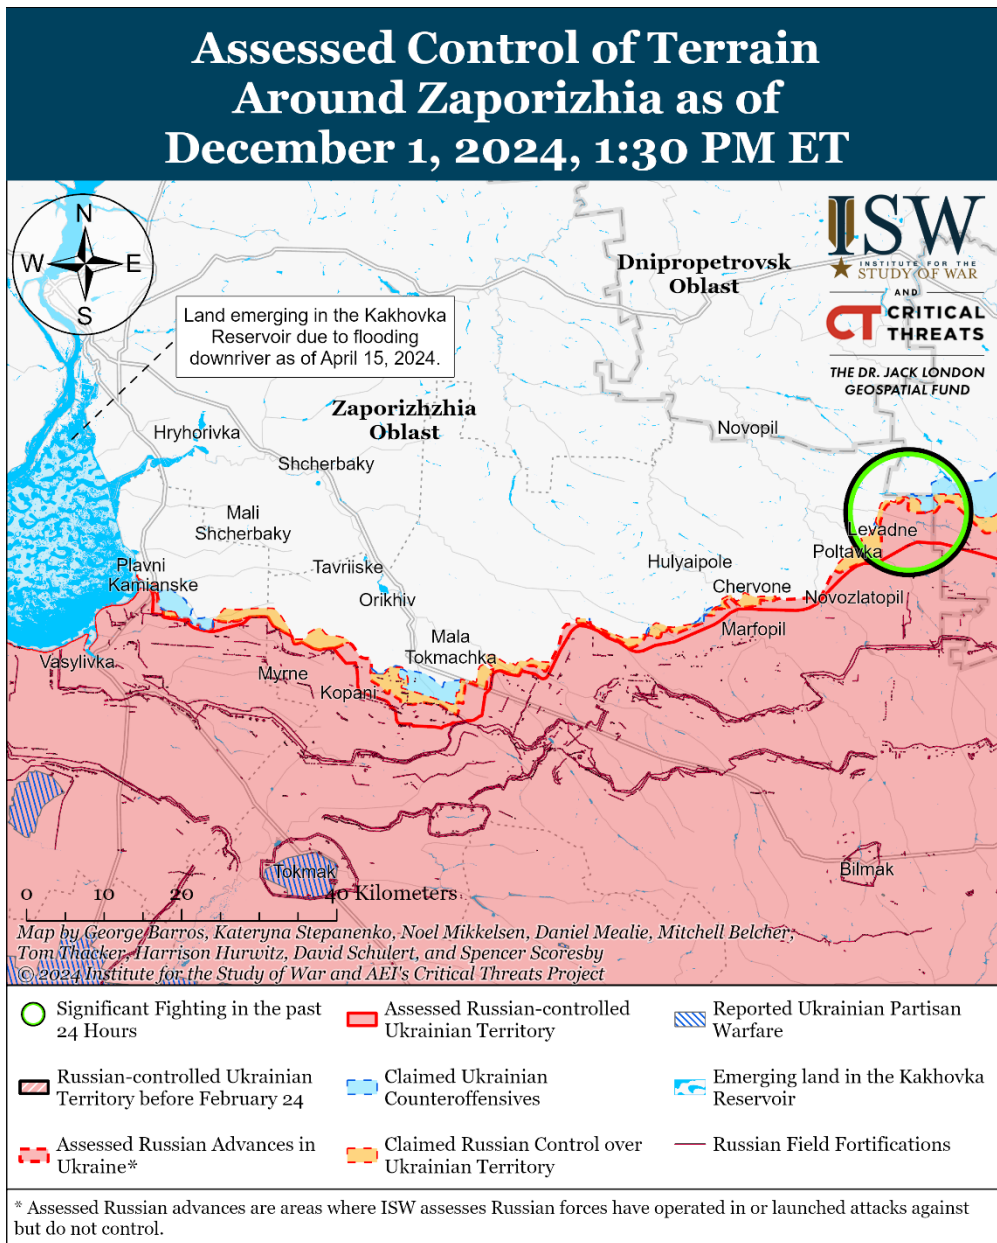 Assessed Control of Terrain
Around Zaporizhia as of
December 1, 2024, 1:30 PM ET
N
W
E
S
ISW
INSTITUTE FOR THE
STUDY OF WAR
AND
CT CRITICAL
THREATS
THE DR. JACK LONDON
GEOSPATIAL FUND
Dnipropetrovsk
Oblast
Land emerging in the Kakhovka
Reservoir due to flooding
downriver as of April 15, 2024.
Zaporizhzhia
Oblast
Hryhorivka
Novopil
Shcherbaky
Mali
Shcherbaky
Levadne
Poltavka
Plavni
Kamianske
Tavriiske
Hulyaipole
Chervone
Orikhiv
Novozlatopil
Marfopil
Mala
Tokmachka
Vasylivka
Myrne
Kopani
Tokmak
Bilmak
0 10 20 40 Kilometers
Map by George Barros, Kateryna Stepanenko, Noel Mikkelsen, Daniel Mealie, Mitchell Belcher,
Tom Thacker, Harrison Hurwitz, David Schulert, and Spencer Scoresby
© 2024 Institute for the Study of War and AEI's Critical Threats Project
Significant Fighting in the past
24 Hours
Russian-controlled Ukrainian
Territory before February 24
Assessed Russian Advances in
Ukraine*
Assessed Russian-controlled
Ukrainian Territory
Claimed Ukrainian
Counteroffensives
Claimed Russian Control over
Ukrainian Territory
Reported Ukrainian Partisan
Warfare
Emerging land in the Kakhovka
Reservoir
Russian Field Fortifications
* Assessed Russian advances are areas where ISW assesses Russian forces have operated in or launched attacks against
but do not control.